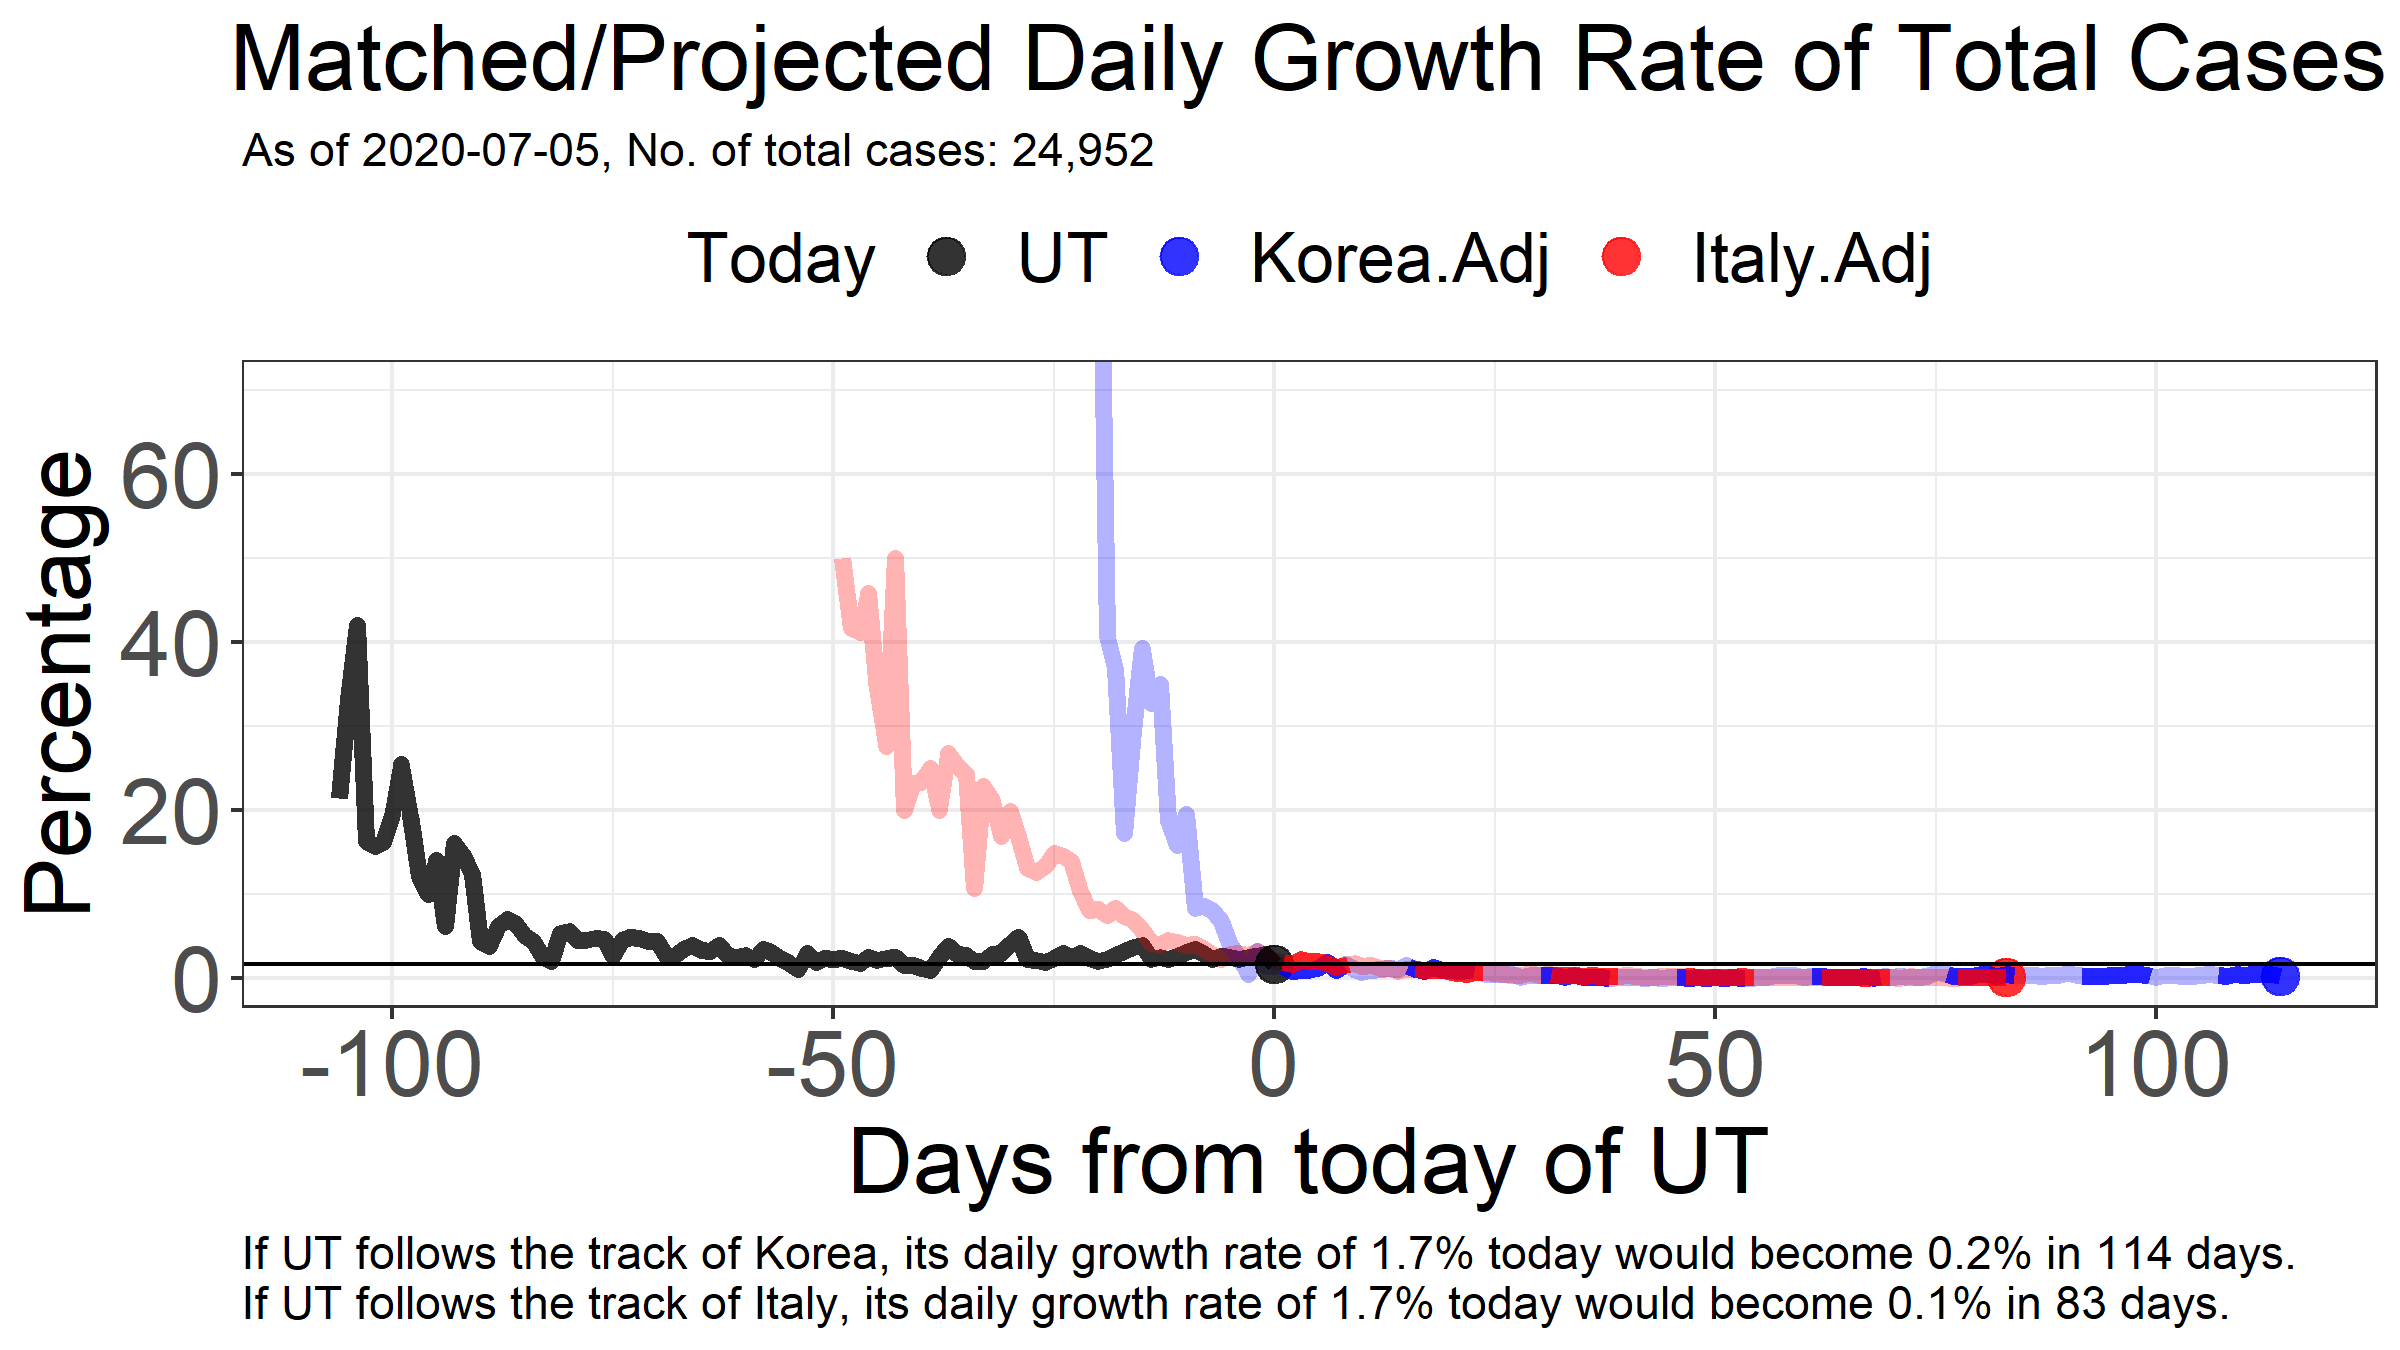 Matched/Projected Daily Growth Rate of Total Cases
As of 2020-07-05, No. of total cases: 24,952
Today UT Korea.Adj Italy.Adj
Percentage
60
40
20
0
-100 -50 0 50 100
Days from today of UT
If UT follows the track of Korea, its daily growth rate of 1.7% today would become 0.2% in 114 days.
If UT follows the track of Italy, its daily growth rate of 1.7% today would become 0.1% in 83 days.